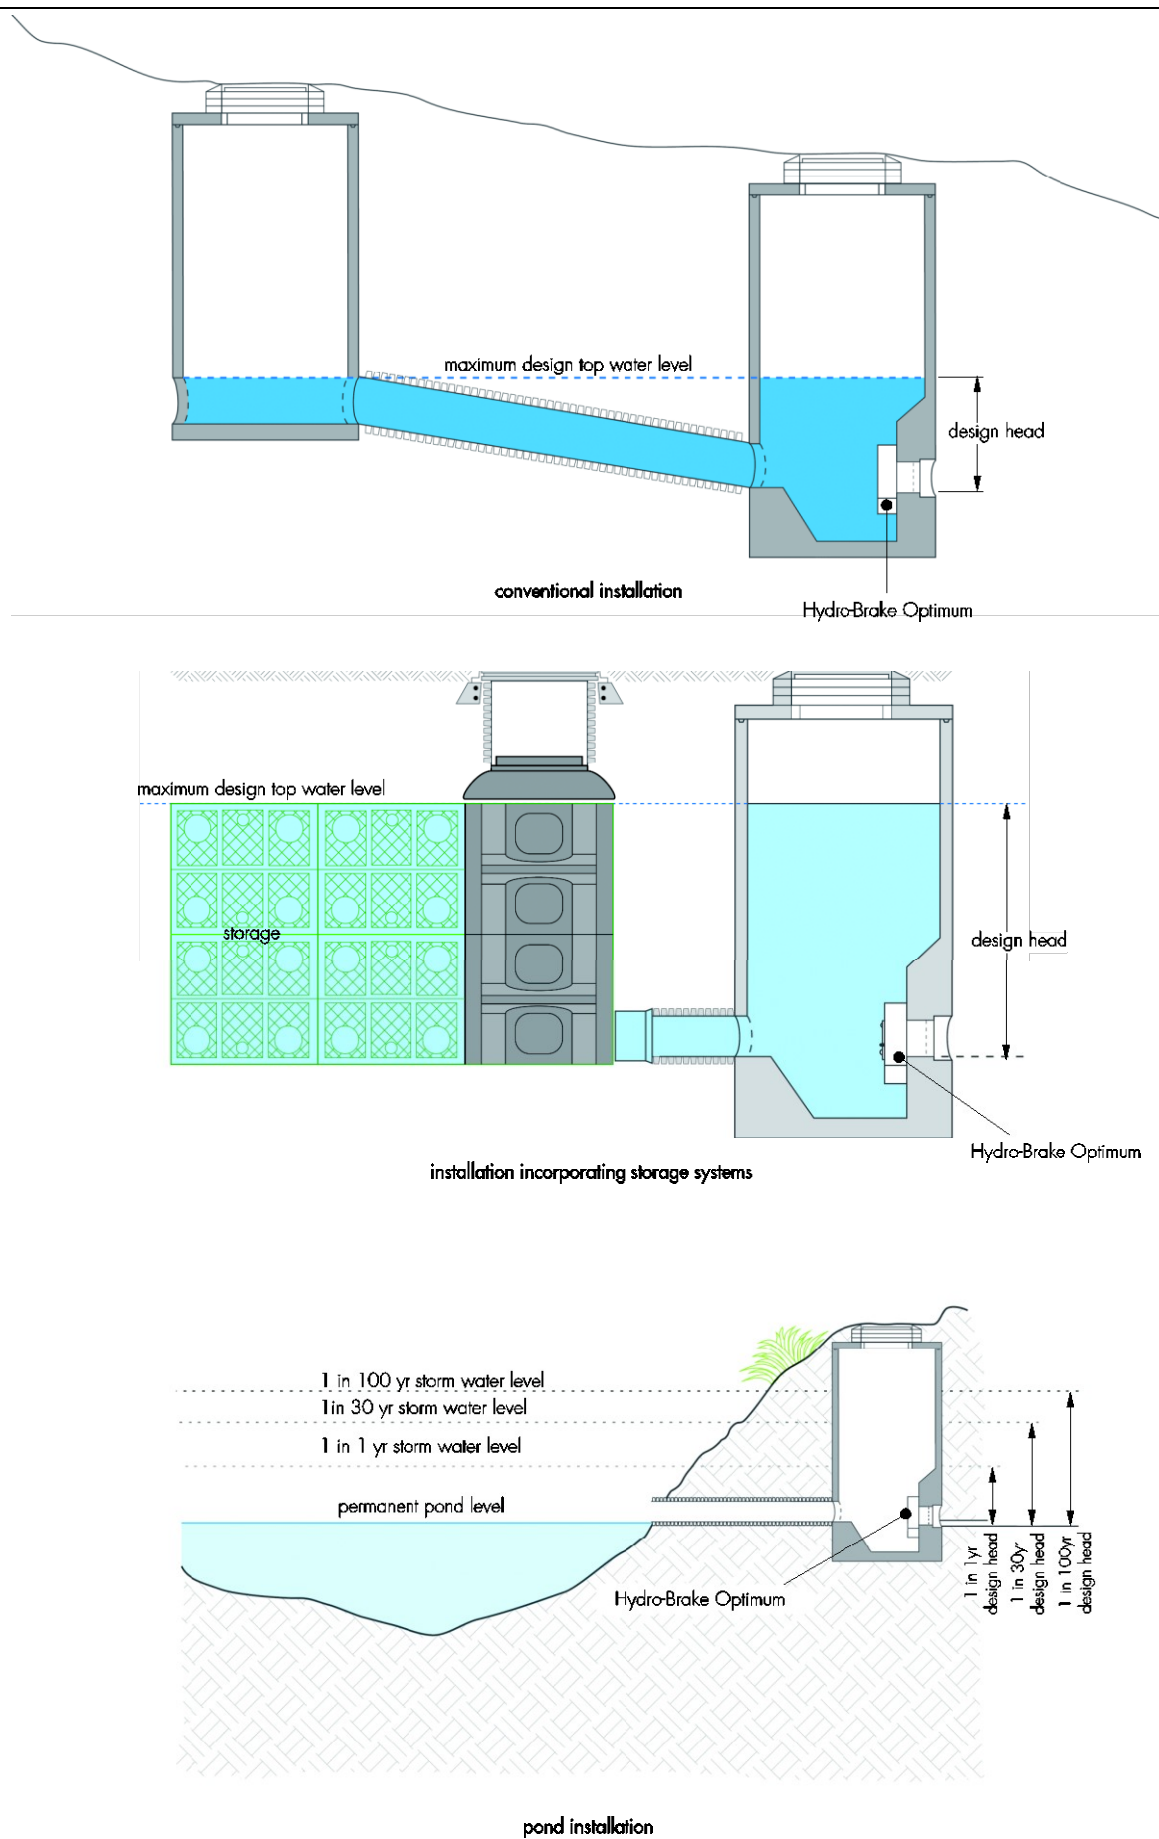 maximum design top water level
design head
conventional installation
Hydro-Brake Optimum
maximum design top water level
storage
design head
Hydro-Brake Optimum
installation incorporating storage systems
1 in 100 yr storm water level
1in 30 yr storm water level
1 in 1 yr storm water level
permanent pond level
Hydro-Brake Optimum
1 in 1yr
design head
1 in 30yr
design head
1 in 100yr
design head
pond installation